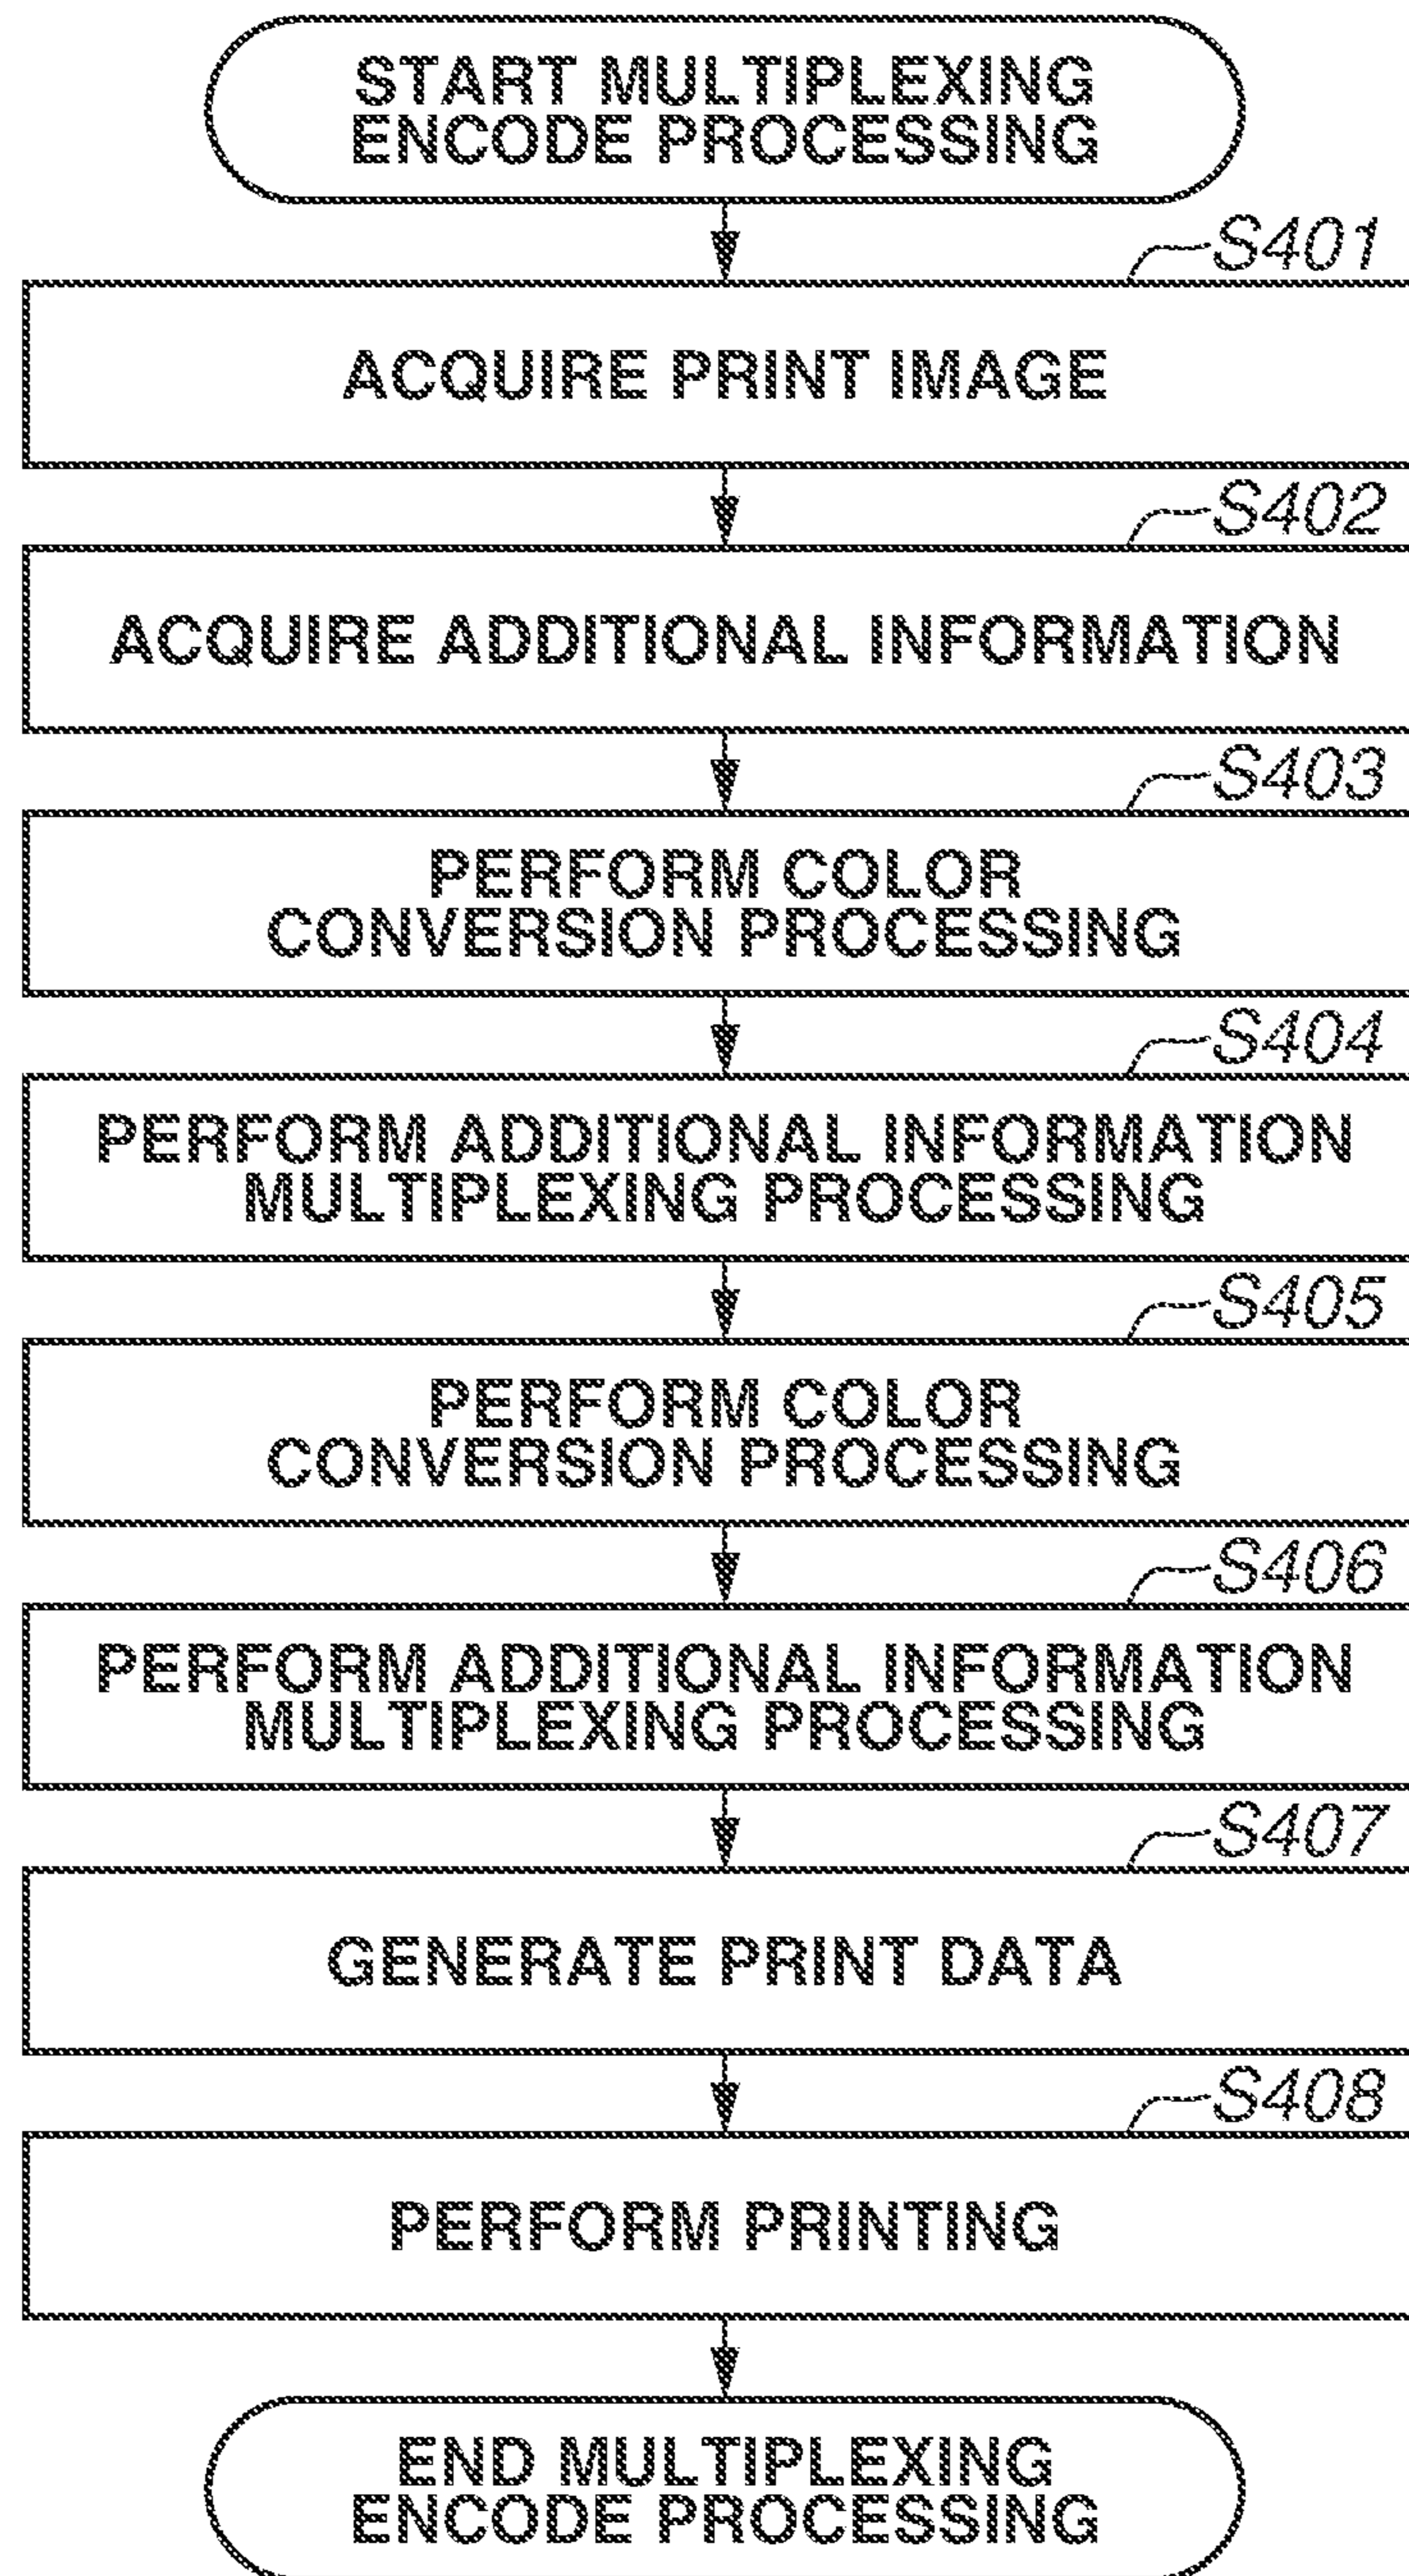 START MULTIPLEXING
ENCODE PROCESSING
S401
ACQUIRE PRINT IMAGE
S402
ACQUIRE ADDITIONAL INFORMATION
S403
PERFORM COLOR
CONVERSION PROCESSING
S404
PERFORM ADDITIONAL INFORMATION
MULTIPLEXING PROCESSING
S405
PERFORM COLOR
CONVERSION PROCESSING
S406
PERFORM ADDITIONAL INFORMATION
MULTIPLEXING PROCESSING
S407
GENERATE PRINT DATA
S408
PERFORM PRINTING
END MULTIPLEXING
ENCODE PROCESSING